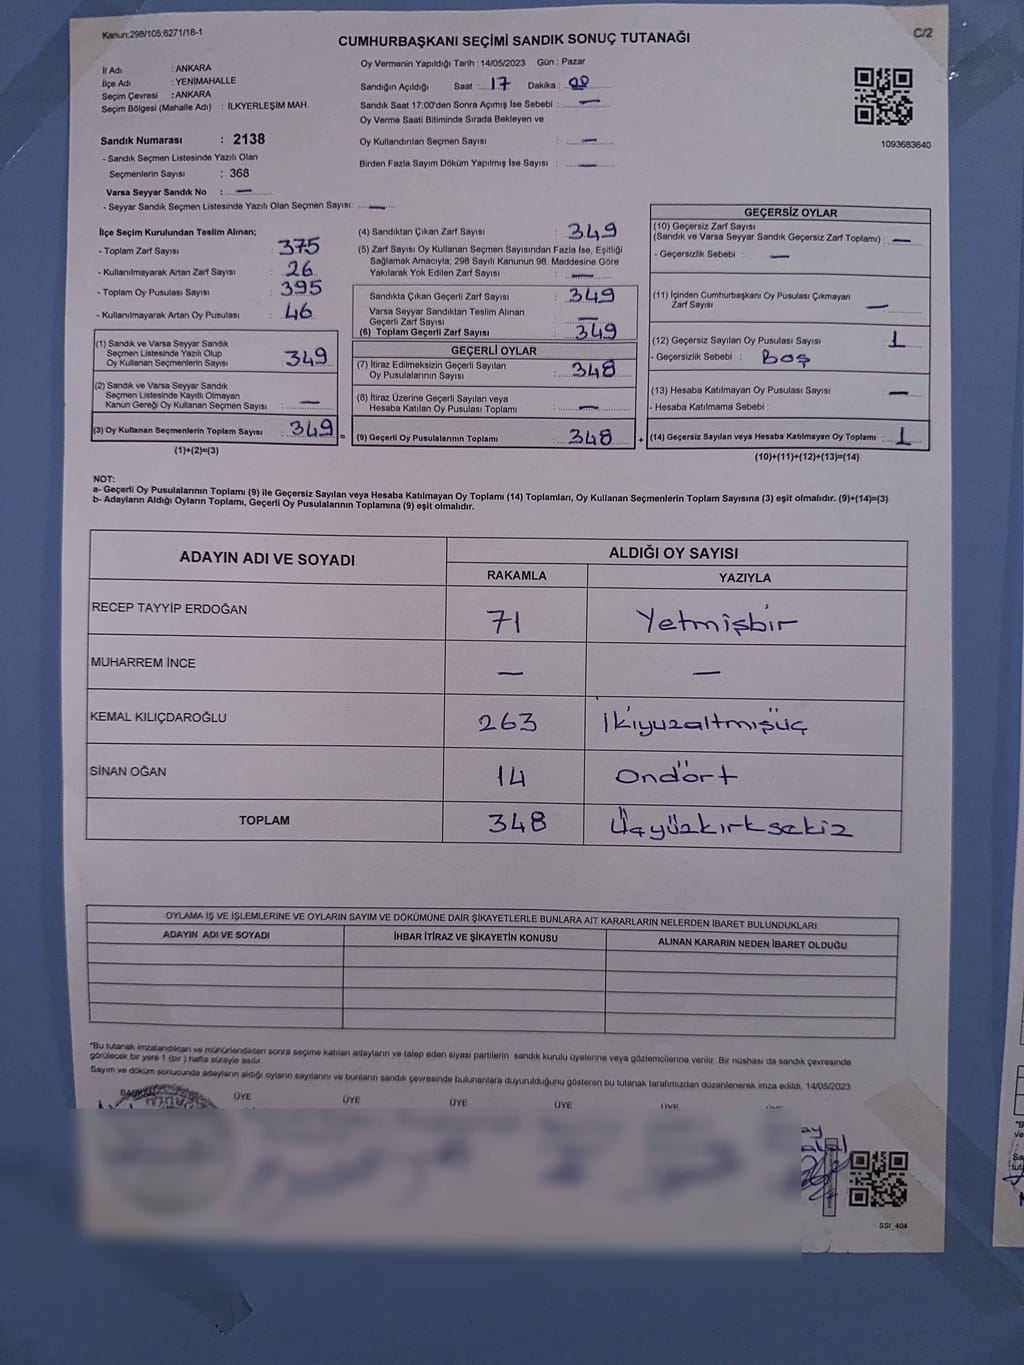 Kanun:298/105,6271/18-1
C/2
CUMHURBAŞKANI SEÇİMİ SANDIK SONUÇ TUTANAĞI
İl Adı : ANKARA
İlçe Adı : YENİMAHALLE
Seçim Çevresi : ANKARA
Seçim Bölgesi (Mahalle Adı) : İLKYERLEŞİM MAH.
Sandık Numarası : 2138
- Sandık Seçmen Listesinde Yazılı Olan
Seçmenlerin Sayısı : 368
Varsa Seyyar Sandık No : —
- Seyyar Sandık Seçmen Listesinde Yazılı Olan Seçmen Sayısı: —
Oy Vermenin Yapıldığı Tarih : 14/05/2023 Gün : Pazar
Sandığın Açıldığı Saat : 17 Dakika : 00
Sandık Saat 17.00'den Sonra Açımış İse Sebebi : —
Oy Verme Saati Bitiminde Sırada Bekleyen ve
Oy Kullandırılan Seçmen Sayısı : —
Birden Fazla Sayım Döküm Yapılmış İse Sayısı : —
1093683640
İlçe Seçim Kurulundan Teslim Alınan;
- Toplam Zarf Sayısı : 375
- Kullanılmayarak Artan Zarf Sayısı : 26
- Toplam Oy Pusulası Sayısı : 395
- Kullanılmayarak Artan Oy Pusulası : 46
(1) Sandık ve Varsa Seyyar Sandık
Seçmen Listesinde Yazılı Olup
Oy Kullanan Seçmenlerin Sayısı : 349
(2) Sandık ve Varsa Seyyar Sandık
Seçmen Listesinde Kayıtlı Olmayan
Kanun Gereği Oy Kullanan Seçmen Sayısı : —
(3) Oy Kullanan Seçmenlerin Toplam Sayısı : 349 =
(1)+(2)=(3)
(4) Sandıktan Çıkan Zarf Sayısı : 349
(5) Zarf Sayısı Oy Kullanan Seçmen Sayısından Fazla İse, Eşitliği
Sağlamak Amacıyla; 298 Sayılı Kanunun 98. Maddesine Göre
Yakılarak Yok Edilen Zarf Sayısı : —
Sandıkta Çıkan Geçerli Zarf Sayısı : 349
Varsa Seyyar Sandıktan Teslim Alınan
Geçerli Zarf Sayısı : —
(6) Toplam Geçerli Zarf Sayısı : 349
GEÇERLİ OYLAR
(7) İtiraz Edilmeksizin Geçerli Sayılan
Oy Pusulalarının Sayısı : 348
(8) İtiraz Üzerine Geçerli Sayılan veya
Hesaba Katılan Oy Pusulası Toplamı : —
(9) Geçerli Oy Pusulalarının Toplamı : 348 +
GEÇERSİZ OYLAR
(10) Geçersiz Zarf Sayısı
(Sandık ve Varsa Seyyar Sandık Geçersiz Zarf Toplamı) : —
- Geçersizlik Sebebi : —
(11) İçinden Cumhurbaşkanı Oy Pusulası Çıkmayan
Zarf Sayısı : —
(12) Geçersiz Sayılan Oy Pusulası Sayısı : 1
- Geçersizlik Sebebi : Boş
(13) Hesaba Katılmayan Oy Pusulası Sayısı : —
- Hesaba Katılmama Sebebi :
(14) Geçersiz Sayılan veya Hesaba Katılmayan Oy Toplamı : 1
(10)+(11)+(12)+(13)=(14)
NOT:
a- Geçerli Oy Pusulalarının Toplamı (9) ile Geçersiz Sayılan veya Hesaba Katılmayan Oy Toplamı (14) Toplamları, Oy Kullanan Seçmenlerin Toplam Sayısına (3) eşit olmalıdır. (9)+(14)=(3)
b- Adayların Aldığı Oyların Toplamı, Geçerli Oy Pusulalarının Toplamına (9) eşit olmalıdır.
ADAYIN ADI VE SOYADI ALDIĞI OY SAYISI
RAKAMLA YAZIYLA
RECEP TAYYİP ERDOĞAN 71 Yetmişbir
MUHARREM İNCE — —
KEMAL KILIÇDAROĞLU 263 İkiyüzaltmışüç
SİNAN OĞAN 14 Ondört
TOPLAM 348 Üçyüzkırksekiz
OYLAMA İŞ VE İŞLEMLERİNE VE OYLARIN SAYIM VE DÖKÜMÜNE DAİR ŞİKAYETLERLE BUNLARA AİT KARARLARIN NELERDEN İBARET BULUNDUKLARI
ADAYIN ADI VE SOYADI İHBAR İTİRAZ VE ŞİKAYETİN KONUSU ALINAN KARARIN NEDEN İBARET OLDUĞU
*Bu tutanak imzalandıktan ve mühürlendikten sonra seçime katılan adayların ve talep eden siyasi partilerin sandık kurulu üyelerine veya gözlemcilerine verilir. Bir nüshası da sandık çevresinde
görülecek bir yere 1 (bir ) hafta süreyle asılır.
Sayım ve döküm sonucunda adayların aldığı oyların sayılarını ve bunların sandık çevresinde bulunanlara duyurulduğunu gösteren bu tutanak tarafımızdan düzenlenerek imza edildi. 14/05/2023
BAŞKAN ÜYE ÜYE ÜYE ÜYE ÜYE
SSI_404